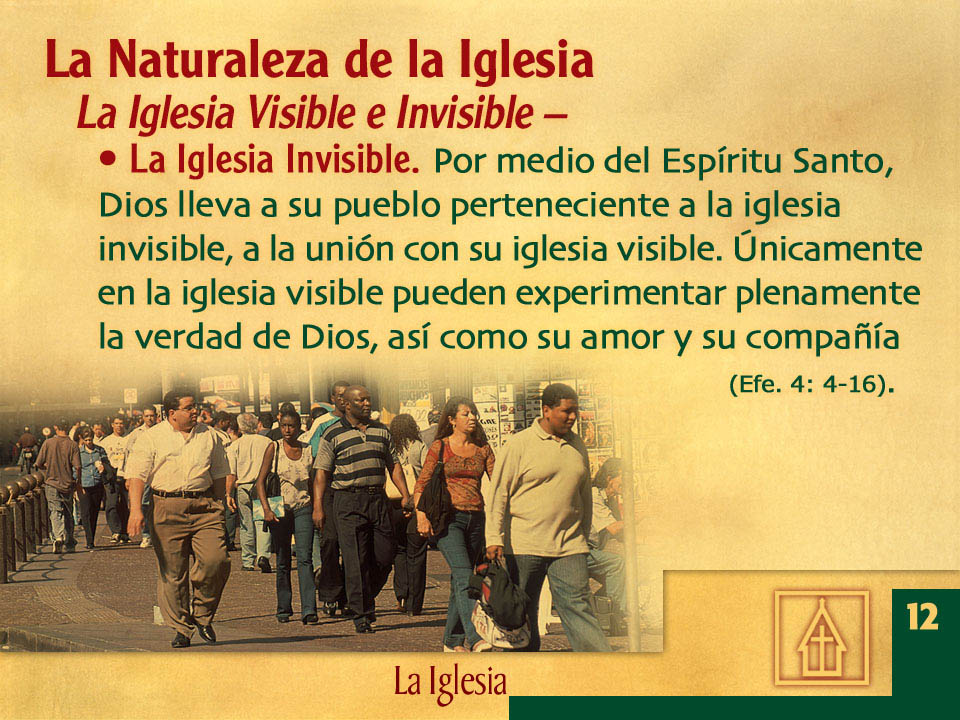 La Naturaleza de la Iglesia
La Iglesia Visible e Invisible –
• La Iglesia Invisible. Por medio del Espíritu Santo,
Dios lleva a su pueblo perteneciente a la iglesia
invisible, a la unión con su iglesia visible. Únicamente
en la iglesia visible pueden experimentar plenamente
la verdad de Dios, así como su amor y su compañía
(Efe. 4: 4-16).
12
La Iglesia